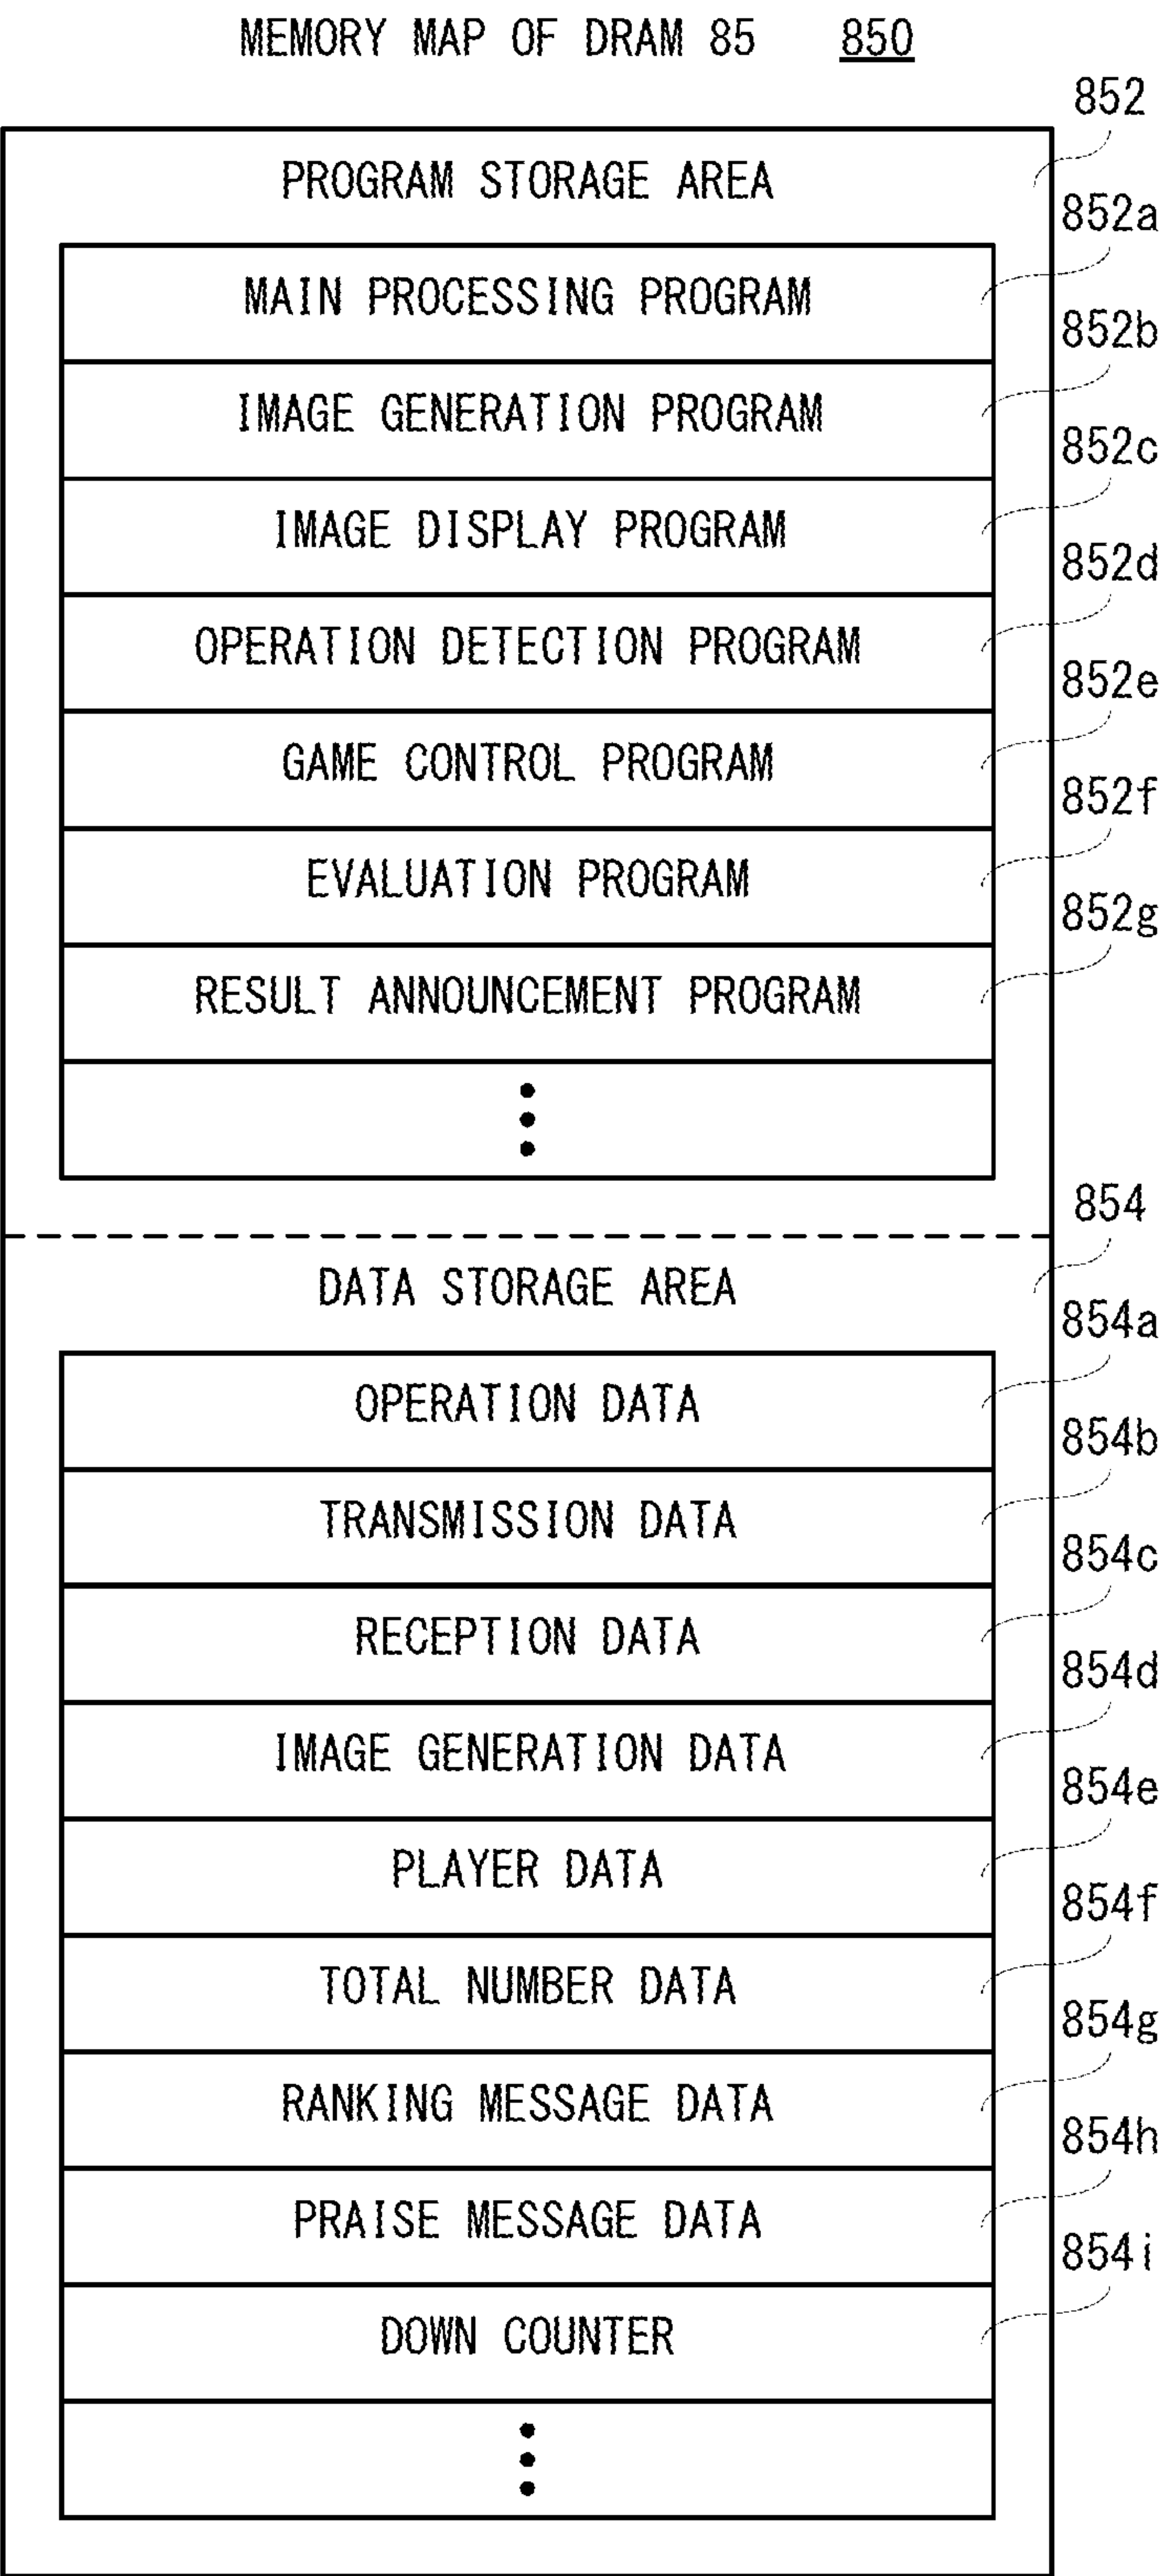 MEMORY MAP OF DRAM 85 850
852
PROGRAM STORAGE AREA
852a
MAIN PROCESSING PROGRAM
852b
IMAGE GENERATION PROGRAM
852c
IMAGE DISPLAY PROGRAM
852d
OPERATION DETECTION PROGRAM
852e
GAME CONTROL PROGRAM
852f
EVALUATION PROGRAM
852g
RESULT ANNOUNCEMENT PROGRAM
854
DATA STORAGE AREA
854a
OPERATION DATA
854b
TRANSMISSION DATA
854c
RECEPTION DATA
854d
IMAGE GENERATION DATA
854e
PLAYER DATA
854f
TOTAL NUMBER DATA
854g
RANKING MESSAGE DATA
854h
PRAISE MESSAGE DATA
854i
DOWN COUNTER